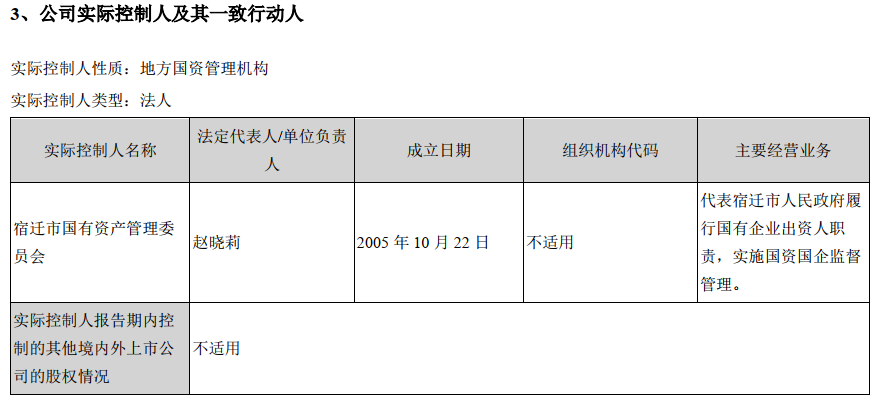 3、公司实际控制人及其一致行动人
实际控制人性质：地方国资管理机构
实际控制人类型：法人
实际控制人名称
法定代表人/单位负责
人
成立日期
组织机构代码
主要经营业务
宿迁市国有资产管理委
员会
赵晓莉
2005 年 10 月 22 日
不适用
代表宿迁市人民政府履
行国有企业出资人职
责，实施国资国企监督
管理。
实际控制人报告期内控
制的其他境内外上市公
司的股权情况
不适用